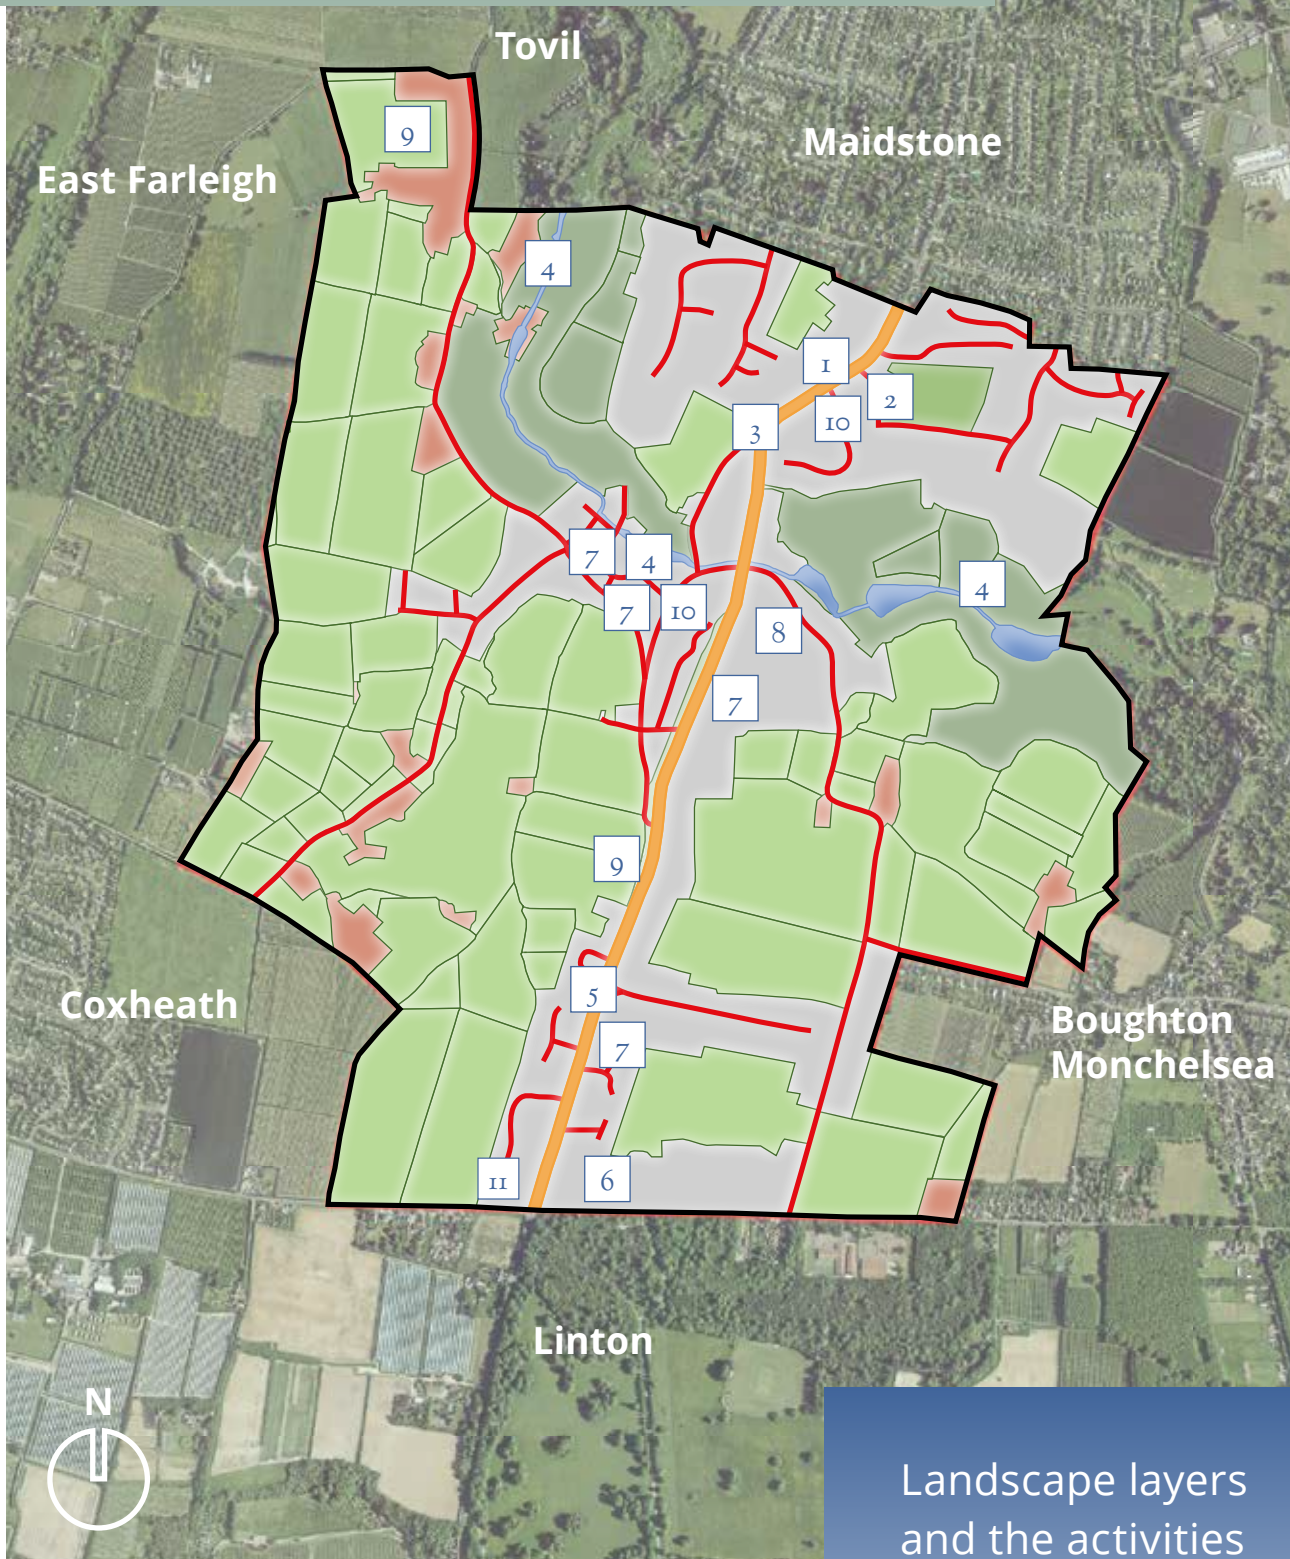 Tovil
Maidstone
9
East Farleigh
4
1
2
10
3
7
4
4
7
10
8
7
9
5
Coxheath
7
Boughton
Monchelsea
11
6
Linton
N
Landscape layers
and the activities